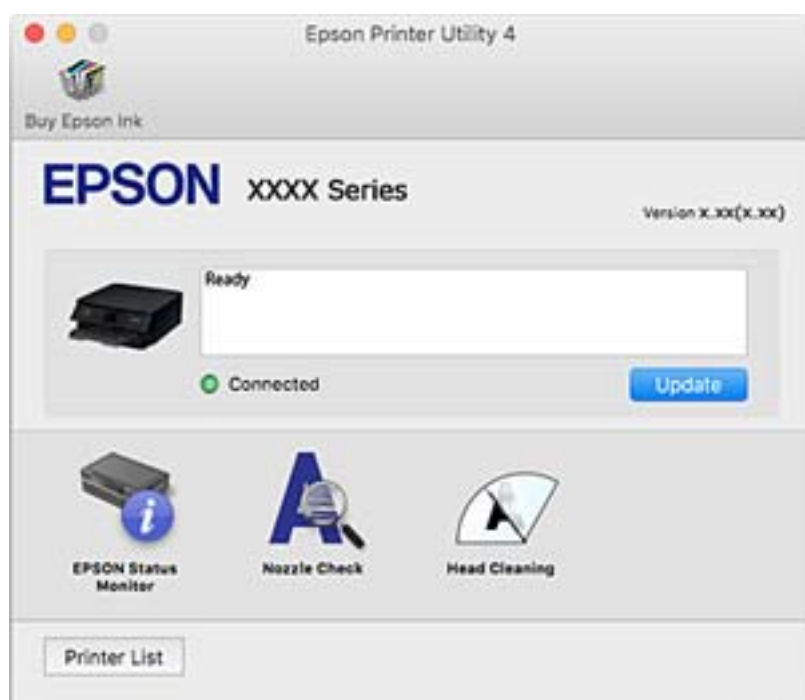 Epson Printer Utility 4
Buy Epson Ink
EPSON XXXX Series
Version x.xx(x.xx)
Ready
Connected
Update
EPSON Status
Monitor
Nozzle Check
Head Cleaning
Printer List